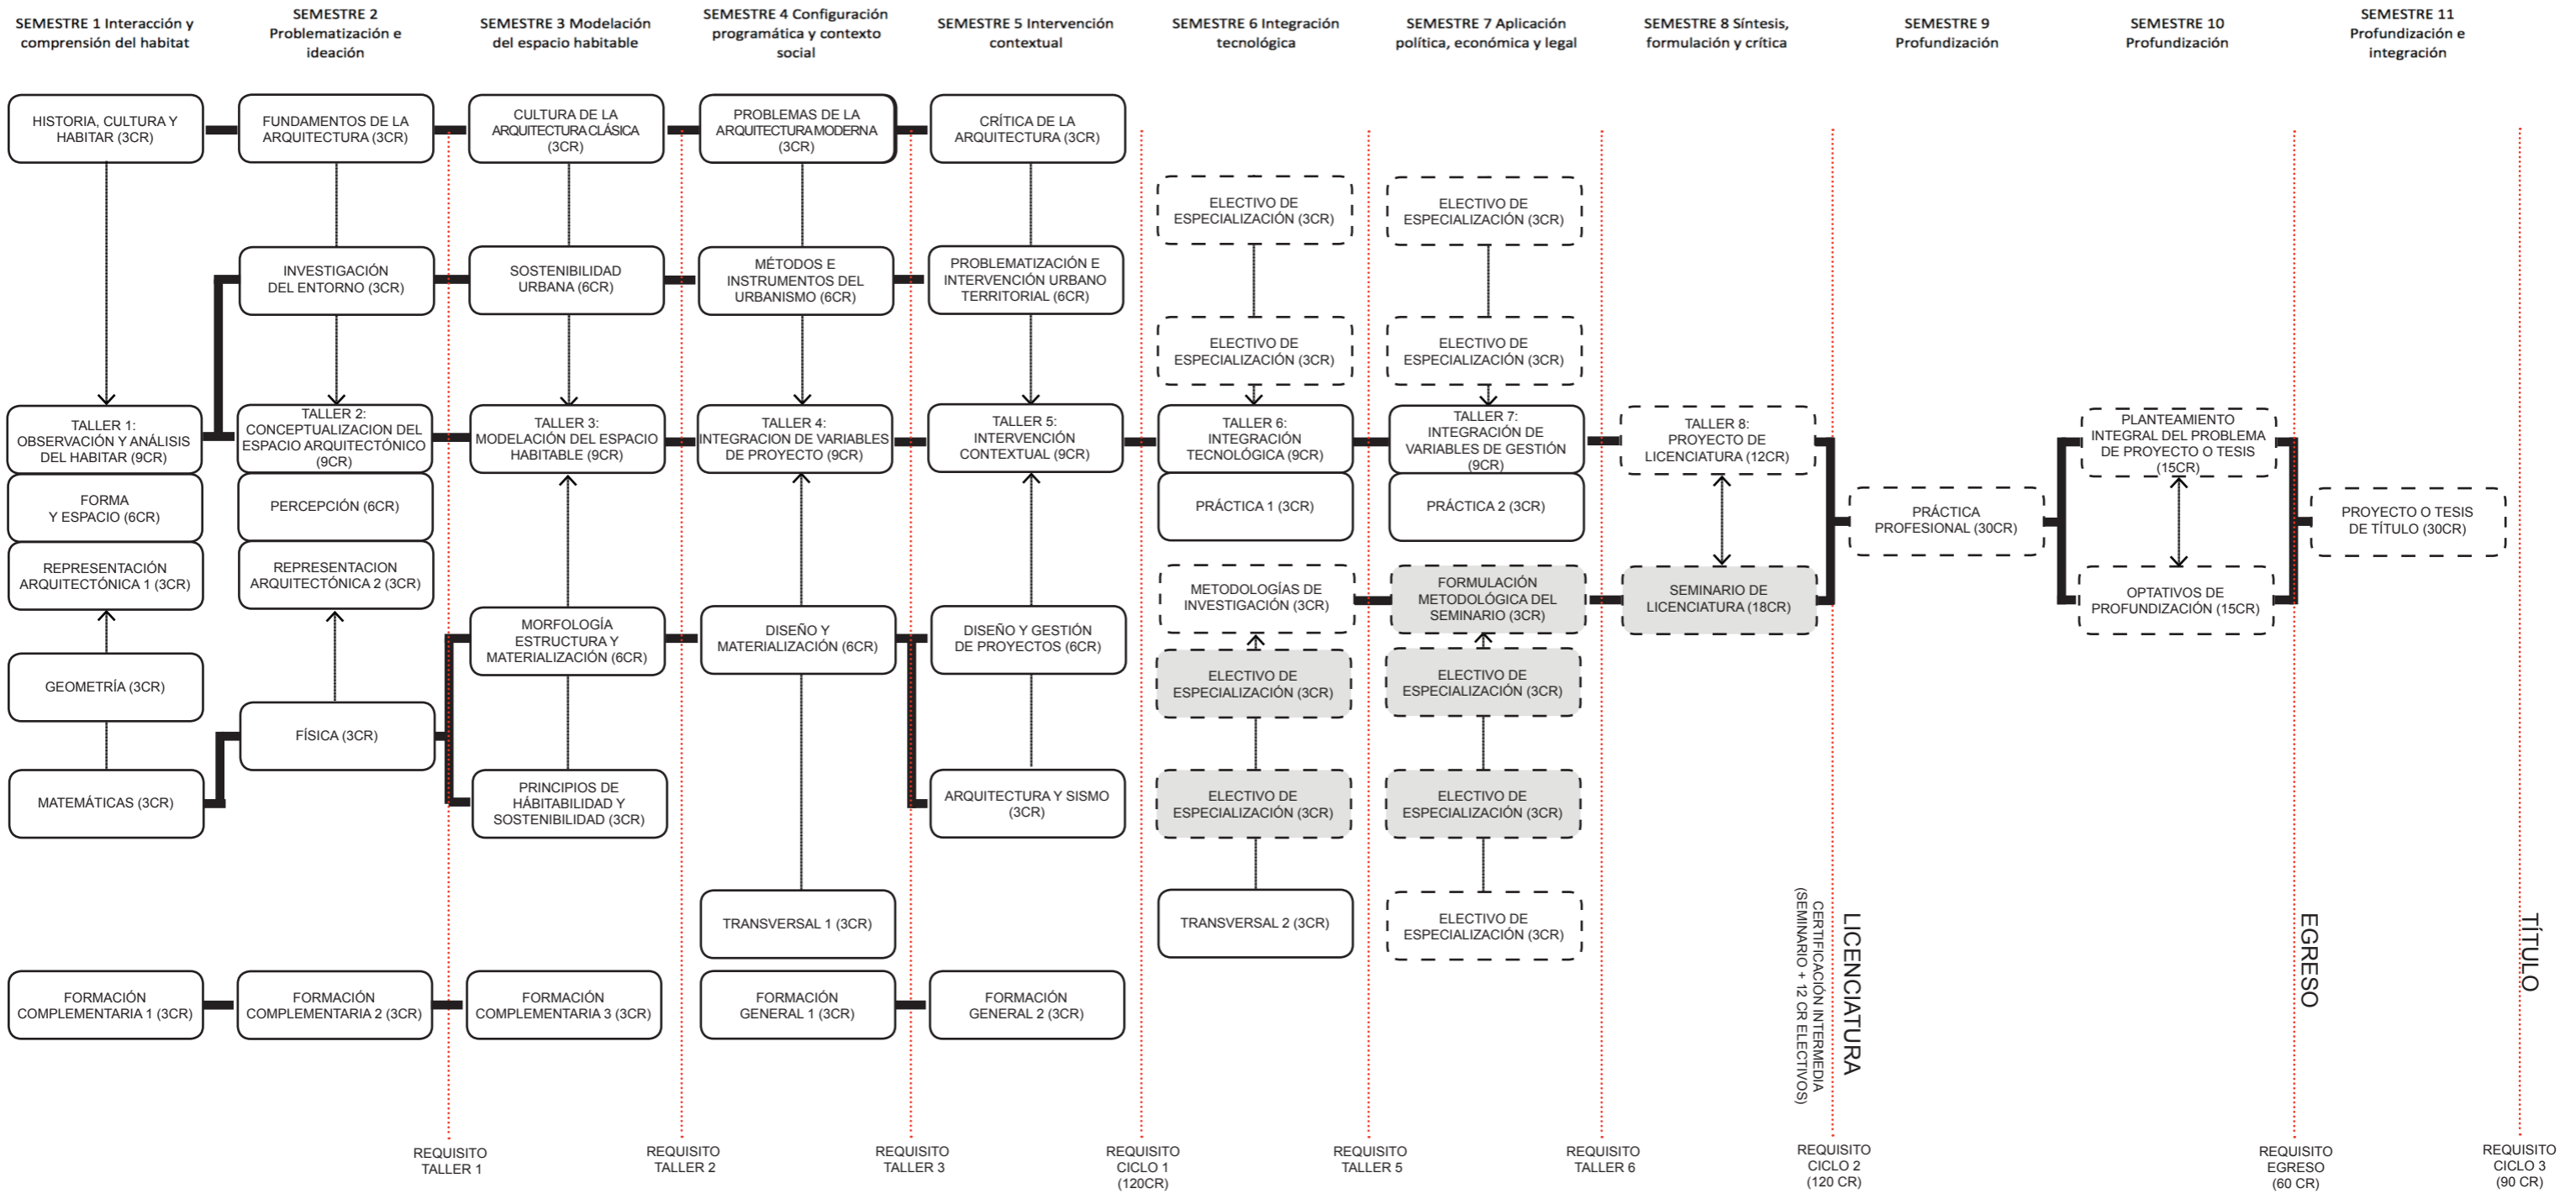 SEMESTRE 1 Interacción y
comprensión del habitat
SEMESTRE 2
Problematización e
ideación
SEMESTRE 3 Modelación
del espacio habitable
SEMESTRE 4 Configuración
programática y contexto
social
SEMESTRE 5 Intervención
contextual
SEMESTRE 6 Integración
tecnológica
SEMESTRE 7 Aplicación
política, económica y legal
SEMESTRE 8 Síntesis,
formulación y crítica
SEMESTRE 9
Profundización
SEMESTRE 10
Profundización
SEMESTRE 11
Profundización e
integración
HISTORIA, CULTURA Y
HABITAR (3CR)
FUNDAMENTOS DE LA
ARQUITECTURA (3CR)
CULTURA DE LA
ARQUITECTURA CLÁSICA
(3CR)
PROBLEMAS DE LA
ARQUITECTURA MODERNA
(3CR)
CRÍTICA DE LA
ARQUITECTURA (3CR)
ELECTIVO DE
ESPECIALIZACIÓN (3CR)
ELECTIVO DE
ESPECIALIZACIÓN (3CR)
INVESTIGACIÓN
DEL ENTORNO (3CR)
SOSTENIBILIDAD
URBANA (6CR)
MÉTODOS E
INSTRUMENTOS DEL
URBANISMO (6CR)
PROBLEMATIZACIÓN E
INTERVENCIÓN URBANO
TERRITORIAL (6CR)
ELECTIVO DE
ESPECIALIZACIÓN (3CR)
ELECTIVO DE
ESPECIALIZACIÓN (3CR)
TALLER 1:
OBSERVACIÓN Y ANÁLISIS
DEL HABITAR (9CR)
TALLER 2:
CONCEPTUALIZACION DEL
ESPACIO ARQUITECTÓNICO
(9CR)
TALLER 3:
MODELACIÓN DEL ESPACIO
HABITABLE (9CR)
TALLER 4:
INTEGRACION DE VARIABLES
DE PROYECTO (9CR)
TALLER 5:
INTERVENCIÓN
CONTEXTUAL (9CR)
TALLER 6:
INTEGRACIÓN
TECNOLÓGICA (9CR)
TALLER 7:
INTEGRACIÓN DE
VARIABLES DE GESTIÓN
(9CR)
TALLER 8:
PROYECTO DE
LICENCIATURA (12CR)
PLANTEAMIENTO
INTEGRAL DEL PROBLEMA
DE PROYECTO O TESIS
(15CR)
FORMA
Y ESPACIO (6CR)
PERCEPCIÓN (6CR)
PRÁCTICA 1 (3CR)
PRÁCTICA 2 (3CR)
PRÁCTICA
PROFESIONAL (30CR)
PROYECTO O TESIS
DE TÍTULO (30CR)
REPRESENTACIÓN
ARQUITECTÓNICA 1 (3CR)
REPRESENTACION
ARQUITECTÓNICA 2 (3CR)
METODOLOGÍAS DE
INVESTIGACIÓN (3CR)
FORMULACIÓN
METODOLÓGICA DEL
SEMINARIO (3CR)
SEMINARIO DE
LICENCIATURA (18CR)
OPTATIVOS DE
PROFUNDIZACIÓN (15CR)
MORFOLOGÍA
ESTRUCTURA Y
MATERIALIZACIÓN (6CR)
DISEÑO Y
MATERIALIZACIÓN (6CR)
DISEÑO Y GESTIÓN
DE PROYECTOS (6CR)
GEOMETRÍA (3CR)
ELECTIVO DE
ESPECIALIZACIÓN (3CR)
ELECTIVO DE
ESPECIALIZACIÓN (3CR)
FÍSICA (3CR)
MATEMÁTICAS (3CR)
PRINCIPIOS DE
HÁBITABILIDAD Y
SOSTENIBILIDAD (3CR)
ARQUITECTURA Y SISMO
(3CR)
ELECTIVO DE
ESPECIALIZACIÓN (3CR)
ELECTIVO DE
ESPECIALIZACIÓN (3CR)
TRANSVERSAL 1 (3CR)
TRANSVERSAL 2 (3CR)
ELECTIVO DE
ESPECIALIZACIÓN (3CR)
FORMACIÓN
COMPLEMENTARIA 1 (3CR)
FORMACIÓN
COMPLEMENTARIA 2 (3CR)
FORMACIÓN
COMPLEMENTARIA 3 (3CR)
FORMACIÓN
GENERAL 1 (3CR)
FORMACIÓN
GENERAL 2 (3CR)
LICENCIATURA
CERTIFICACIÓN INTERMEDIA
(SEMINARIO + 12 CR ELECTIVOS)
EGRESO
TÍTULO
REQUISITO
TALLER 1
REQUISITO
TALLER 2
REQUISITO
TALLER 3
REQUISITO
CICLO 1
(120CR)
REQUISITO
TALLER 5
REQUISITO
TALLER 6
REQUISITO
CICLO 2
(120 CR)
REQUISITO
EGRESO
(60 CR)
REQUISITO
CICLO 3
(90 CR)